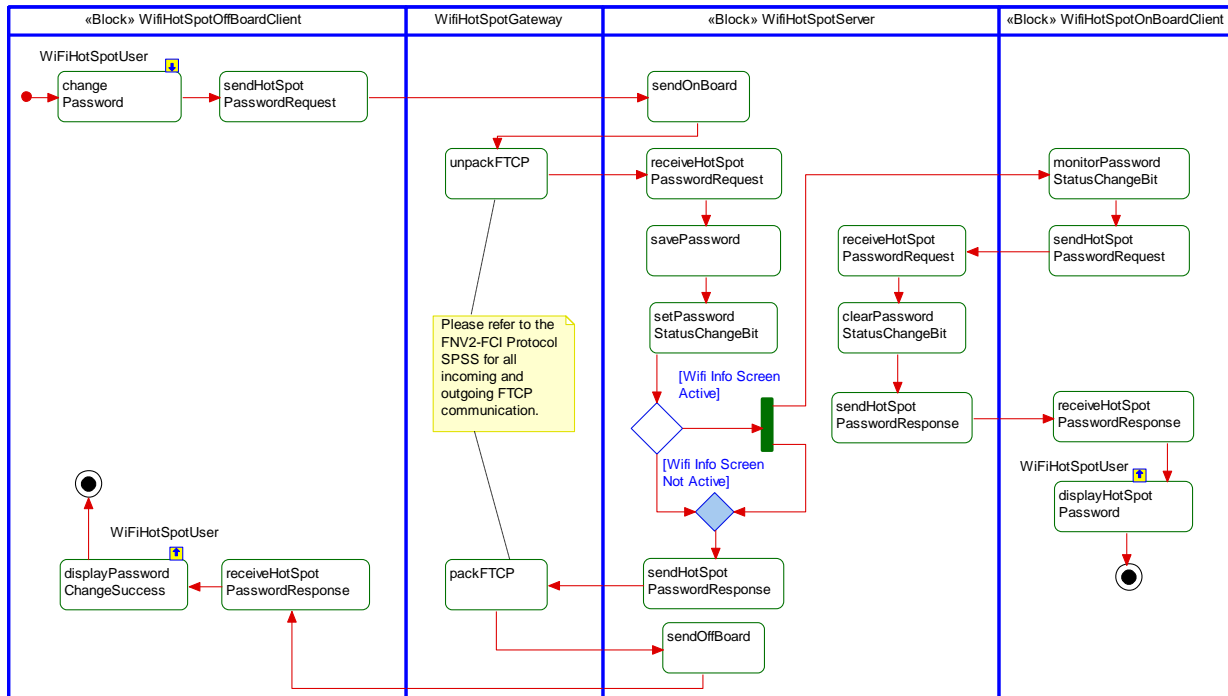 «Block» WifiHotSpotOffBoardClient
WifiHotSpotGateway
«Block» WifiHotSpotServer
«Block» WifiHotSpotOnBoardClient
WiFiHotSpotUser
change
Password
sendHotSpot
PasswordRequest
sendOnBoard
unpackFTCP
receiveHotSpot
PasswordRequest
monitorPassword
StatusChangeBit
savePassword
receiveHotSpot
PasswordRequest
sendHotSpot
PasswordRequest
setPassword
StatusChangeBit
clearPassword
StatusChangeBit
Please refer to the
FNV2-FCI Protocol
SPSS for all
incoming and
outgoing FTCP
communication.
[Wifi Info Screen
Active]
sendHotSpot
PasswordResponse
receiveHotSpot
PasswordResponse
[Wifi Info Screen
Not Active]
WiFiHotSpotUser
displayHotSpot
Password
WiFiHotSpotUser
displayPassword
ChangeSuccess
receiveHotSpot
PasswordResponse
packFTCP
sendHotSpot
PasswordResponse
sendOffBoard